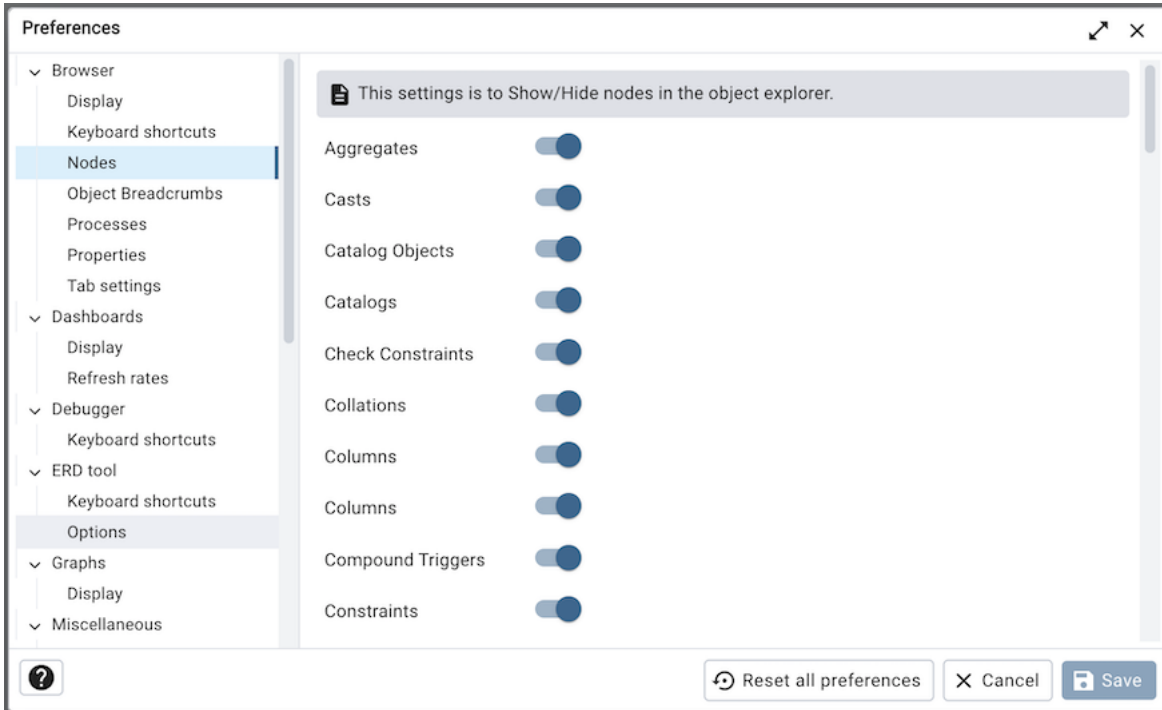 Preferences
Browser
Display
Keyboard shortcuts
Nodes
Object Breadcrumbs
Processes
Properties
Tab settings
Dashboards
Display
Refresh rates
Debugger
Keyboard shortcuts
ERD tool
Keyboard shortcuts
Options
Graphs
Display
Miscellaneous
This settings is to Show/Hide nodes in the object explorer.
Aggregates
Casts
Catalog Objects
Catalogs
Check Constraints
Collations
Columns
Columns
Compound Triggers
Constraints
?
Reset all preferences
Cancel
Save